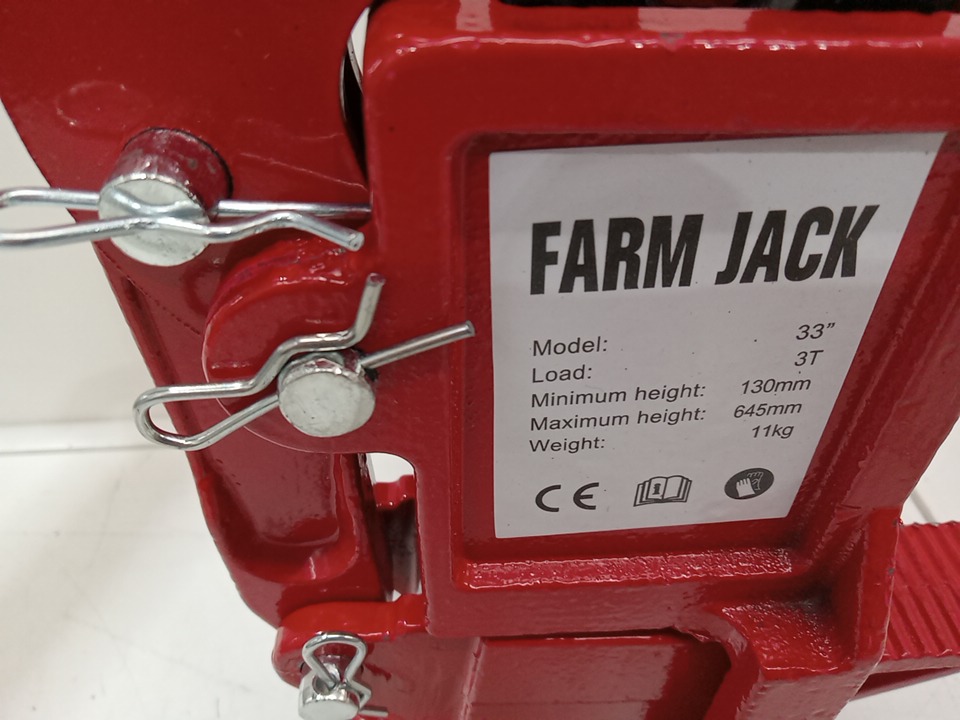 FARM JACK
Model: 33”
Load: 3T
Minimum height: 130mm
Maximum height: 645mm
Weight: 11kg
CE